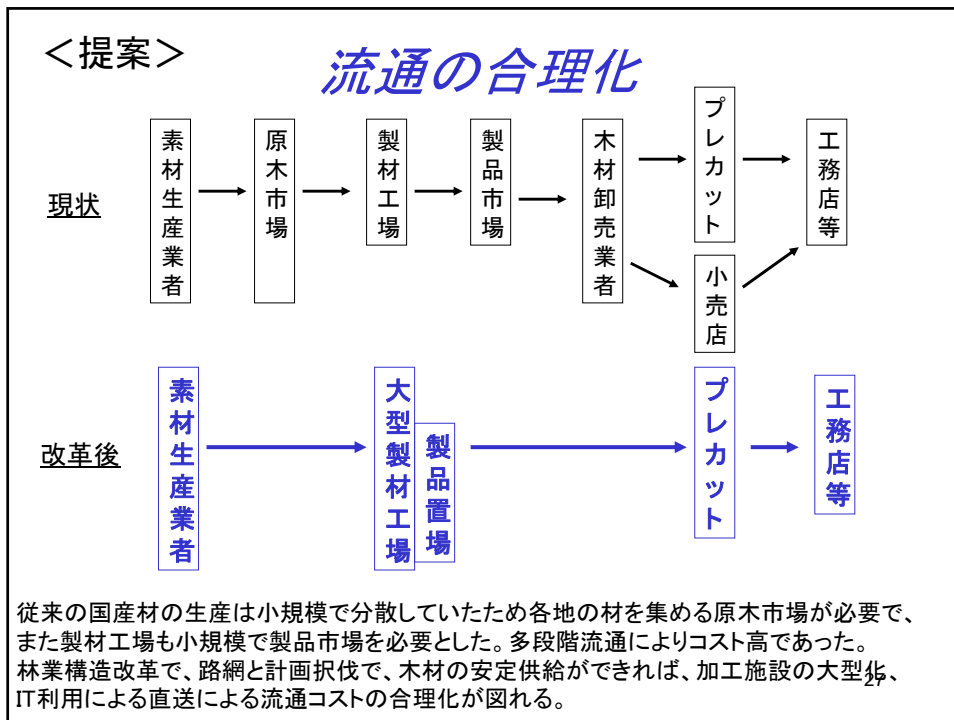 ＜提案＞
流通の合理化
現状
素材生産業者
原木市場
製材工場
製品市場
木材卸売業者
プレカット
小売店
工務店等
改革後
素材生産業者
大型製材工場
製品置場
プレカット
工務店等
従来の国産材の生産は小規模で分散していたため各地の材を集める原木市場が必要で、
また製材工場も小規模で製品市場を必要とした。多段階流通によりコスト高であった。
林業構造改革で、路網と計画択伐で、木材の安定供給ができれば、加工施設の大型化、
IT利用による直送による流通コストの合理化が図れる。
27